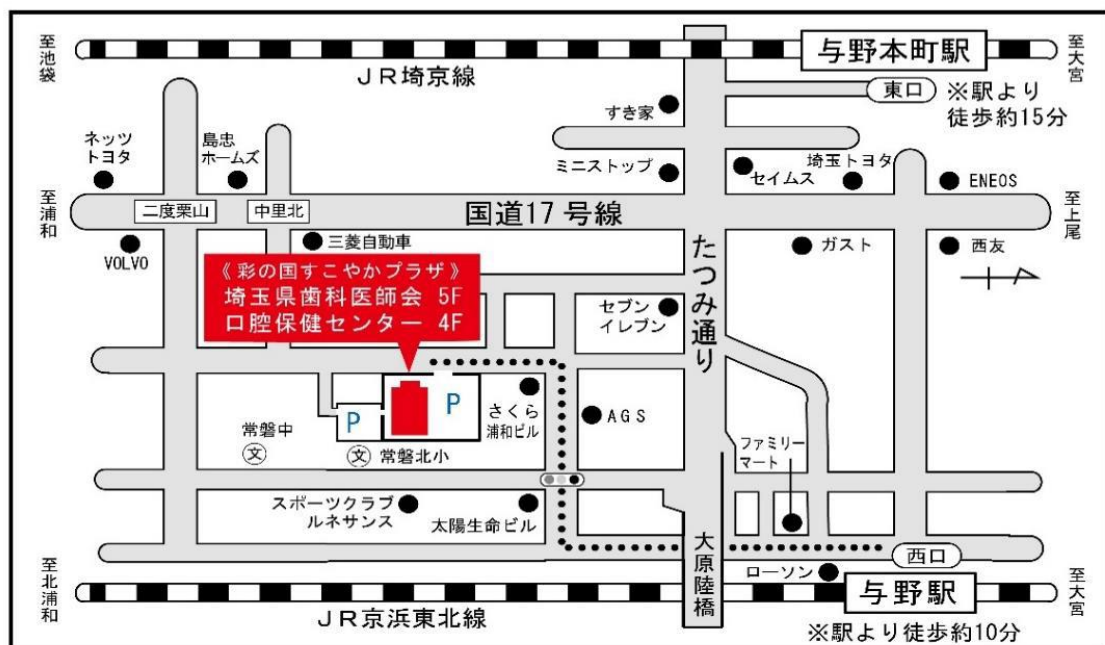 至池袋
JR埼京線
与野本町駅
至大宮
東口
※駅より
徒歩約15分
すき家
ネッツ
トヨタ
島忠
ホームズ
ミニストップ
セイムス
埼玉トヨタ
ENEOS
至浦和
二度栗山
中里北
国道17号線
至上尾
VOLVO
三菱自動車
たつみ通り
ガスト
西友
《彩の国すこやかプラザ》
埼玉県歯科医師会 5F
口腔保健センター 4F
セブン
イレブン
P
P
さくら
浦和ビル
AGS
常磐中
文
文
常磐北小
ファミリー
マート
スポーツクラブ
ルネサンス
太陽生命ビル
大原陸橋
西口
ローソン
至北浦和
JR京浜東北線
与野駅
至大宮
※駅より徒歩約10分